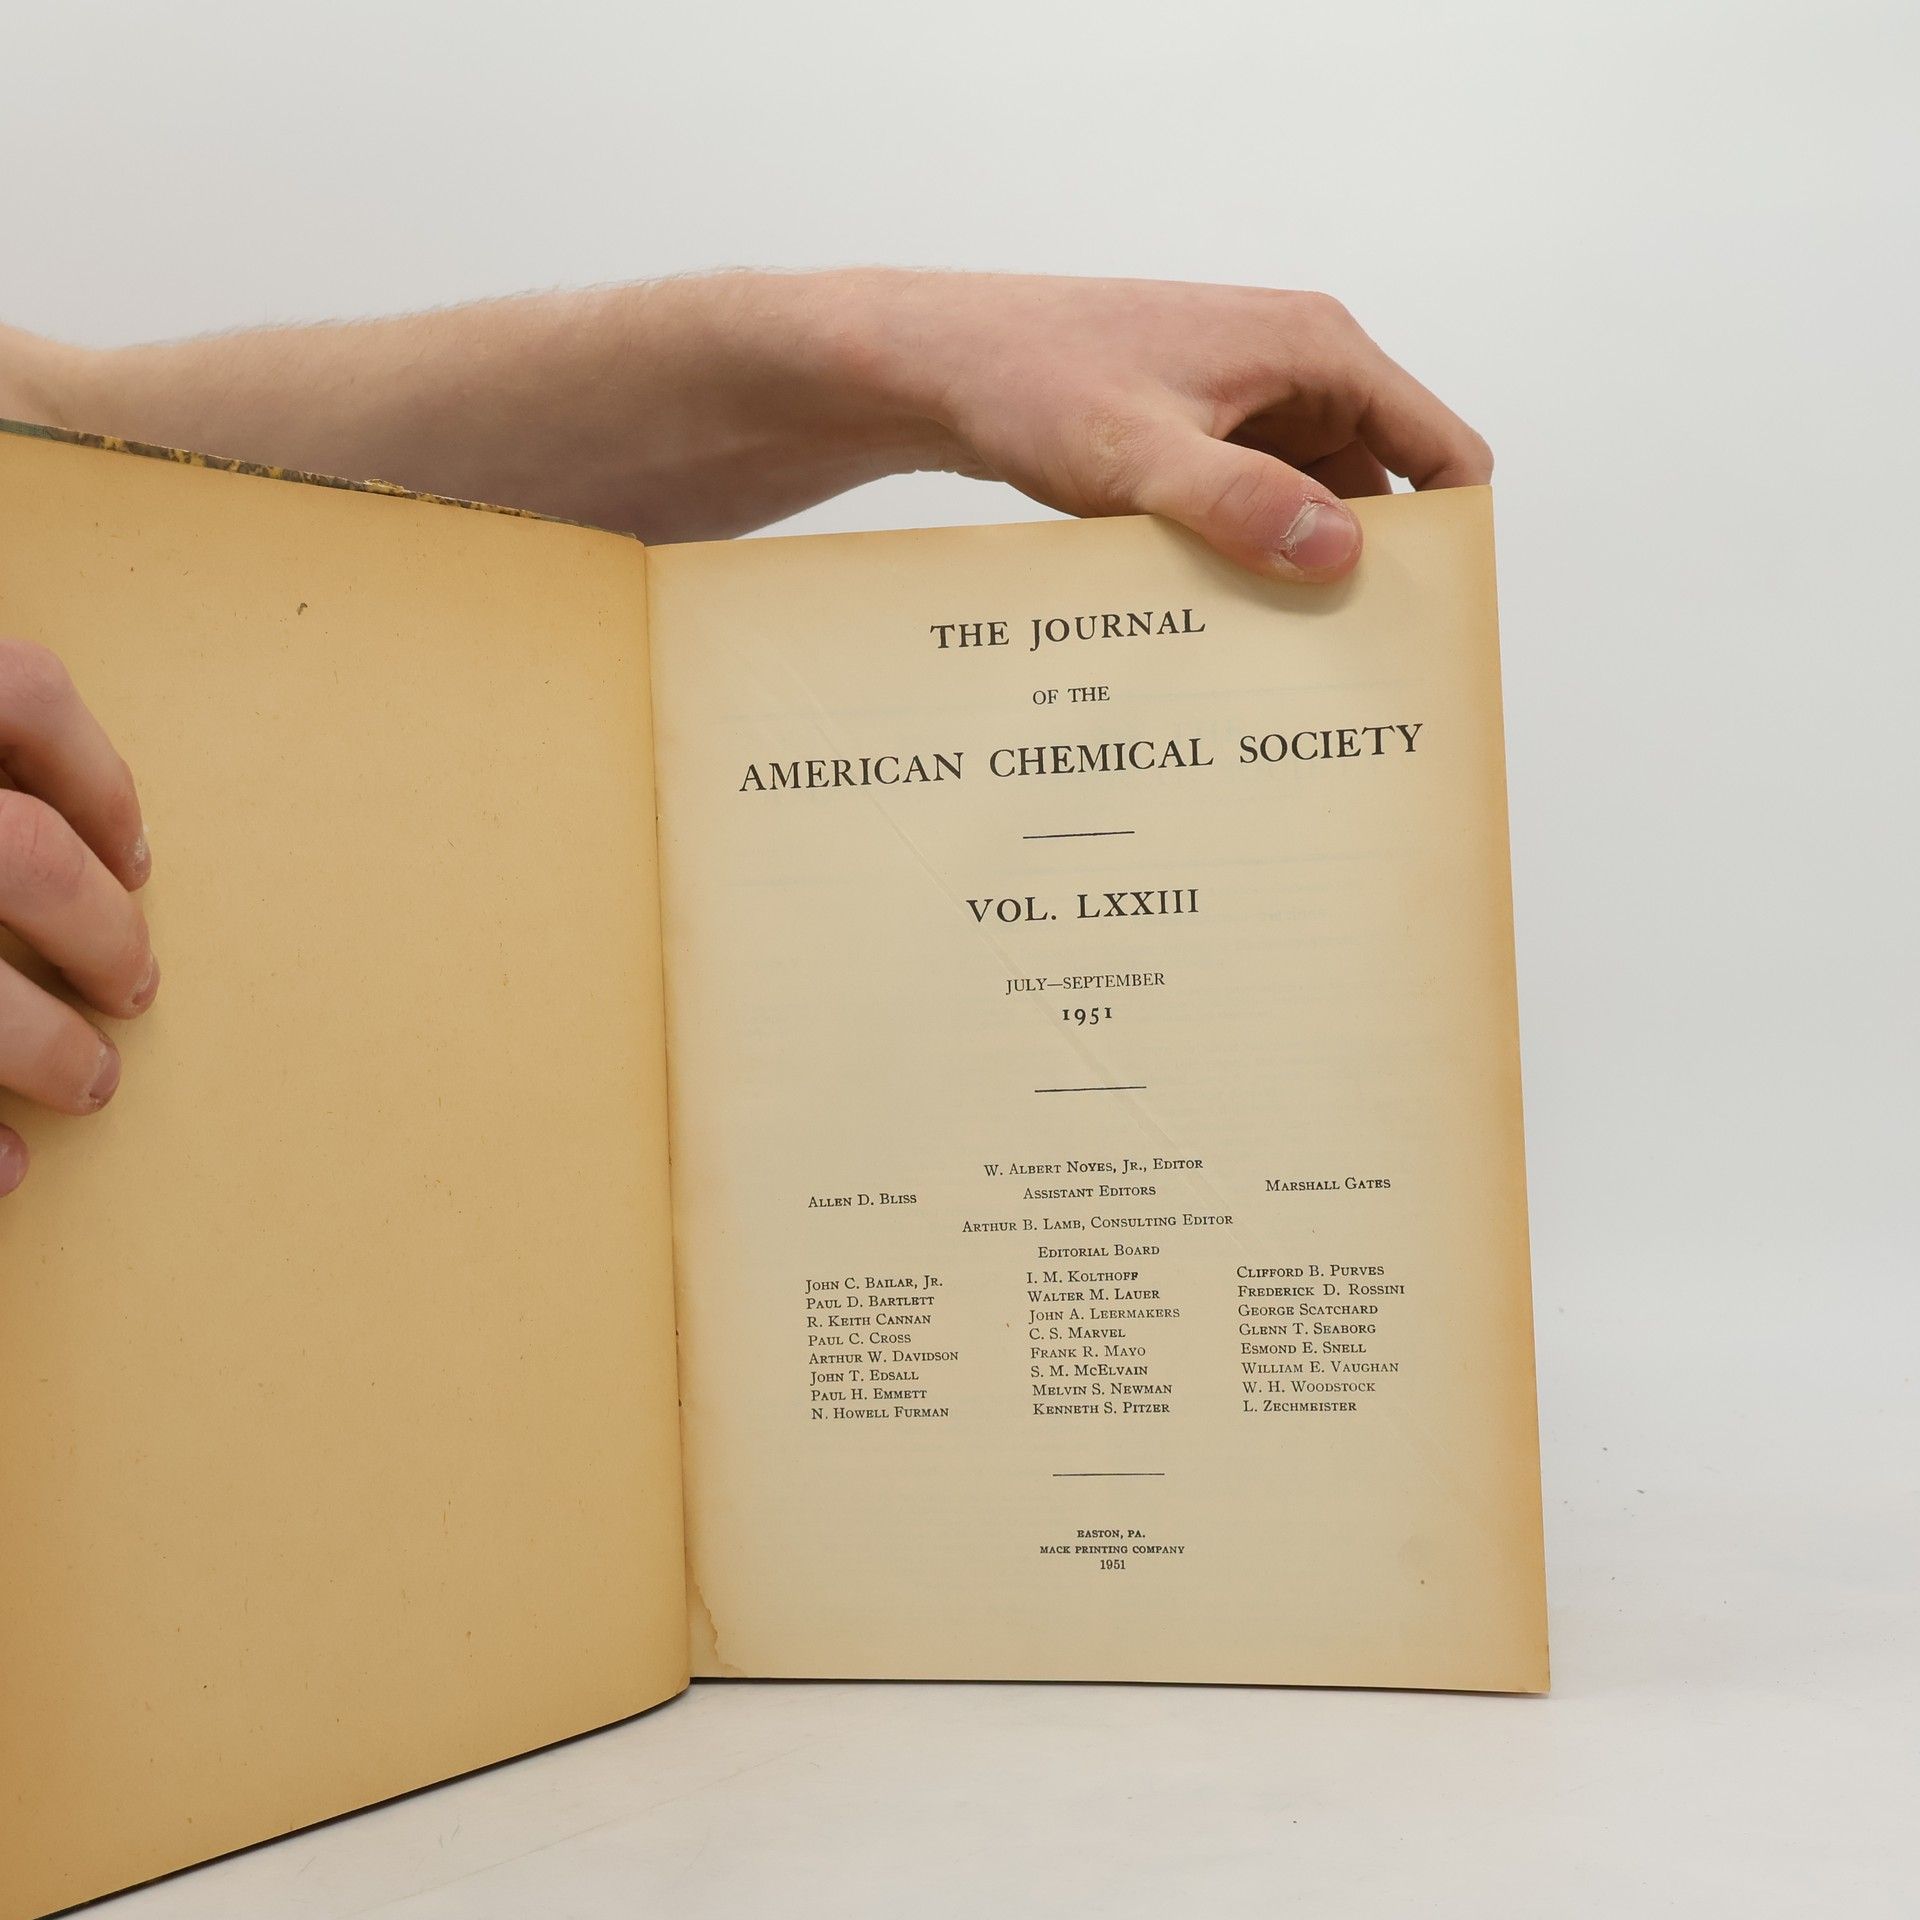 THE JOURNAL
OF THE
AMERICAN CHEMICAL SOCIETY
VOL. LXXIII
JULY—SEPTEMBER
1951
W. ALBERT NOYES, JR., EDITOR
ALLEN D. BLISS ASSISTANT EDITORS MARSHALL GATES
ARTHUR B. LAMB, CONSULTING EDITOR
EDITORIAL BOARD
JOHN C. BAILAR, JR. I. M. KOLTHOFF CLIFFORD B. PURVES
PAUL D. BARTLETT WALTER M. LAUER FREDERICK D. ROSSINI
R. KEITH CANNAN JOHN A. LEERMAKERS GEORGE SCATCHARD
PAUL C. CROSS C. S. MARVEL GLENN T. SEABORG
ARTHUR W. DAVIDSON FRANK R. MAYO ESMOND E. SNELL
JOHN T. EDSALL S. M. MCELVAIN WILLIAM E. VAUGHAN
PAUL H. EMMETT MELVIN S. NEWMAN W. H. WOODSTOCK
N. HOWELL FURMAN KENNETH S. PITZER L. ZECHMEISTER
EASTON, PA.
MACK PRINTING COMPANY
1951